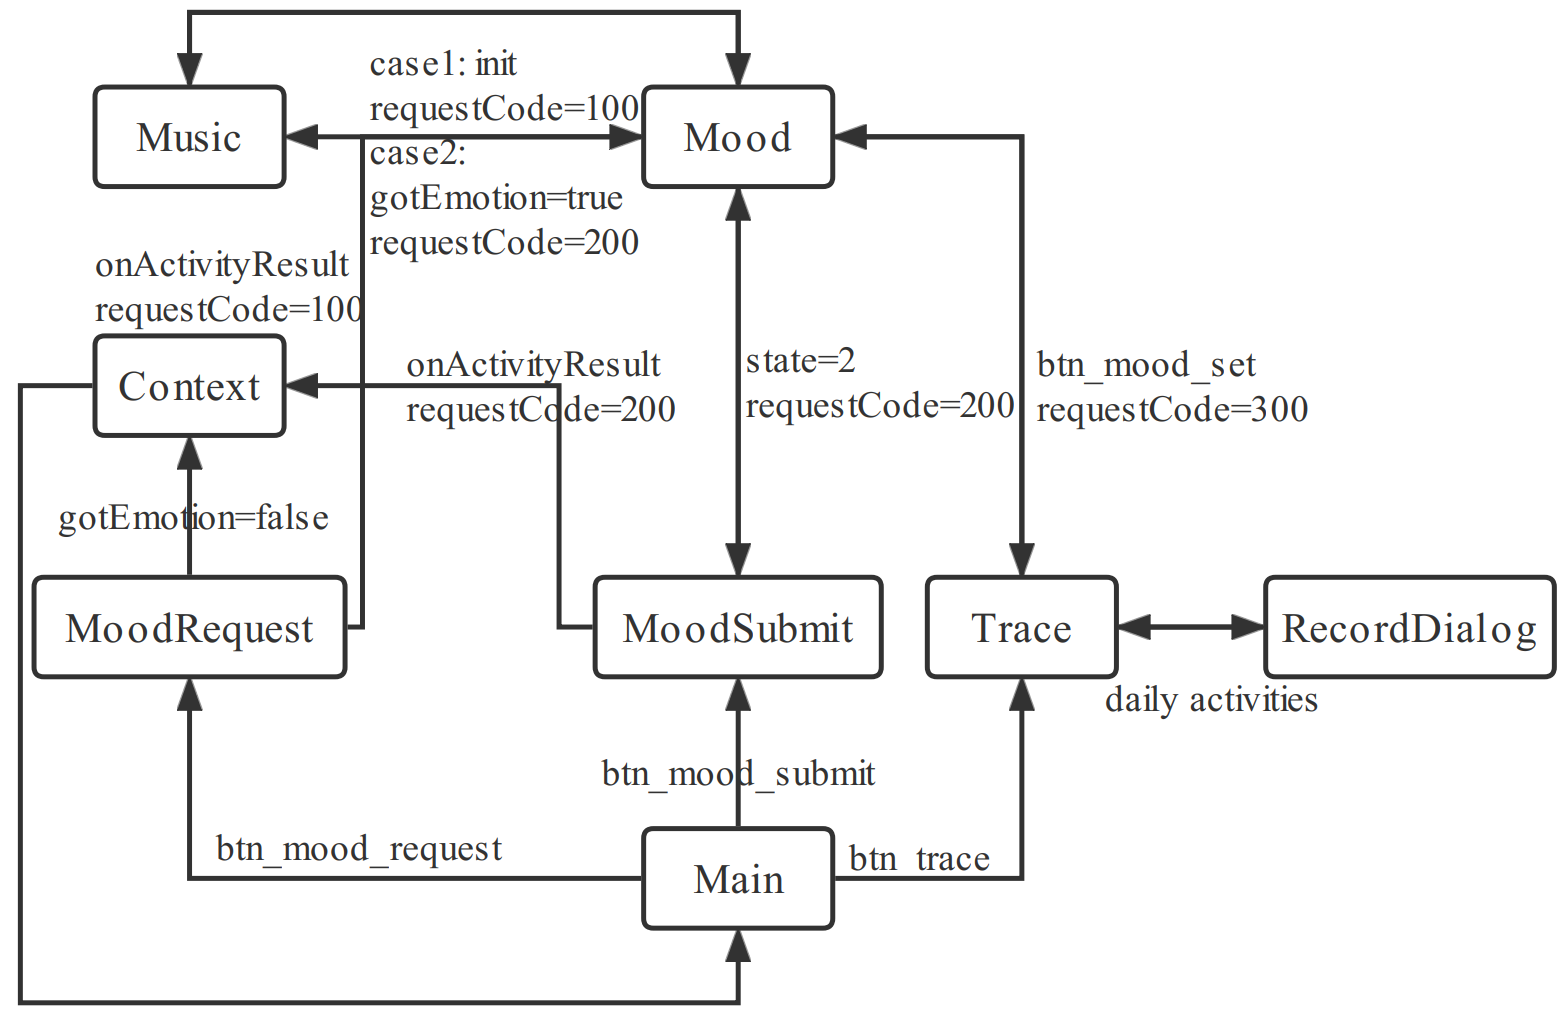 case1: init
requestCode=100
Music
Mood
case2:
gotEmotion=true
requestCode=200
onActivityResult
requestCode=100
Context
onActivityResult
requestCode=200
state=2
requestCode=200
btn_mood_set
requestCode=300
gotEmotion=false
MoodRequest
MoodSubmit
Trace
RecordDialog
daily activities
btn_mood_submit
btn_mood_request
Main
btn_trace